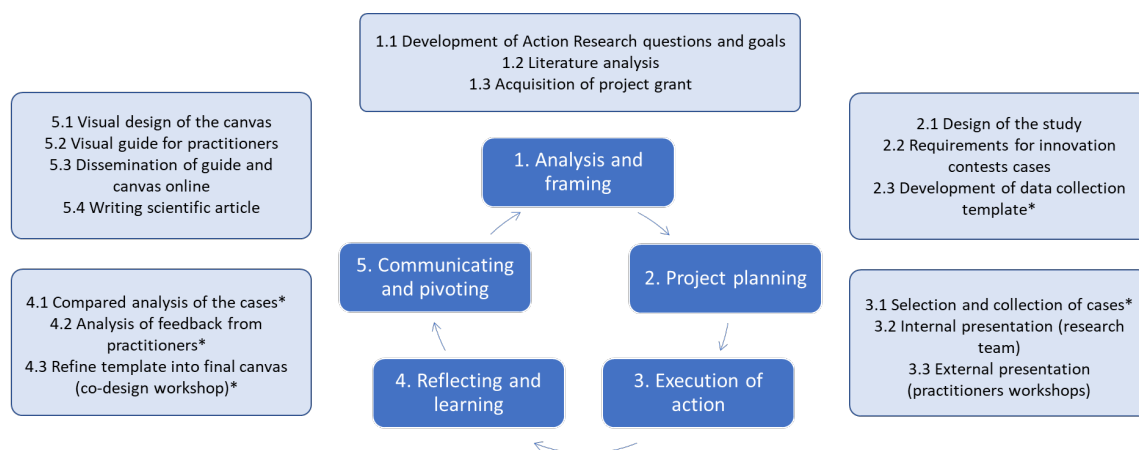 1.1 Development of Action Research questions and goals
1.2 Literature analysis
1.3 Acquisition of project grant
5.1 Visual design of the canvas
5.2 Visual guide for practitioners
5.3 Dissemination of guide and
canvas online
5.4 Writing scientific article
2.1 Design of the study
2.2 Requirements for innovation
contests cases
2.3 Development of data collection
template*
1. Analysis and
framing
5. Communicating
and pivoting
2. Project planning
4.1 Compared analysis of the cases*
4.2 Analysis of feedback from
practitioners*
4.3 Refine template into final canvas
(co-design workshop)*
3.1 Selection and collection of cases*
3.2 Internal presentation (research
team)
3.3 External presentation
(practitioners workshops)
4. Reflecting and
learning
3. Execution of
action